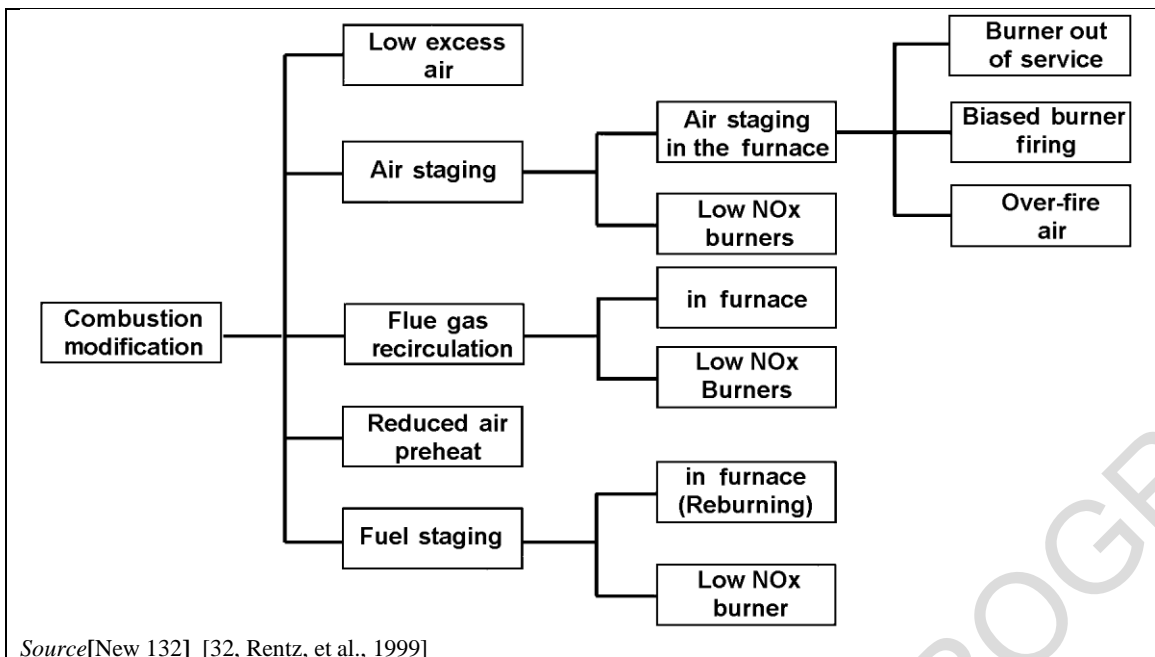 Low excess
air
Burner out
of service
Air staging
in the furnace
Biased burner
firing
Air staging
Low NOx
burners
Over-fire
air
Combustion
modification
Flue gas
recirculation
in furnace
Low NOx
Burners
Reduced air
preheat
in furnace
(Reburning)
Fuel staging
Low NOx
burner
Source[New 132] [32, Rentz, et al., 1999]